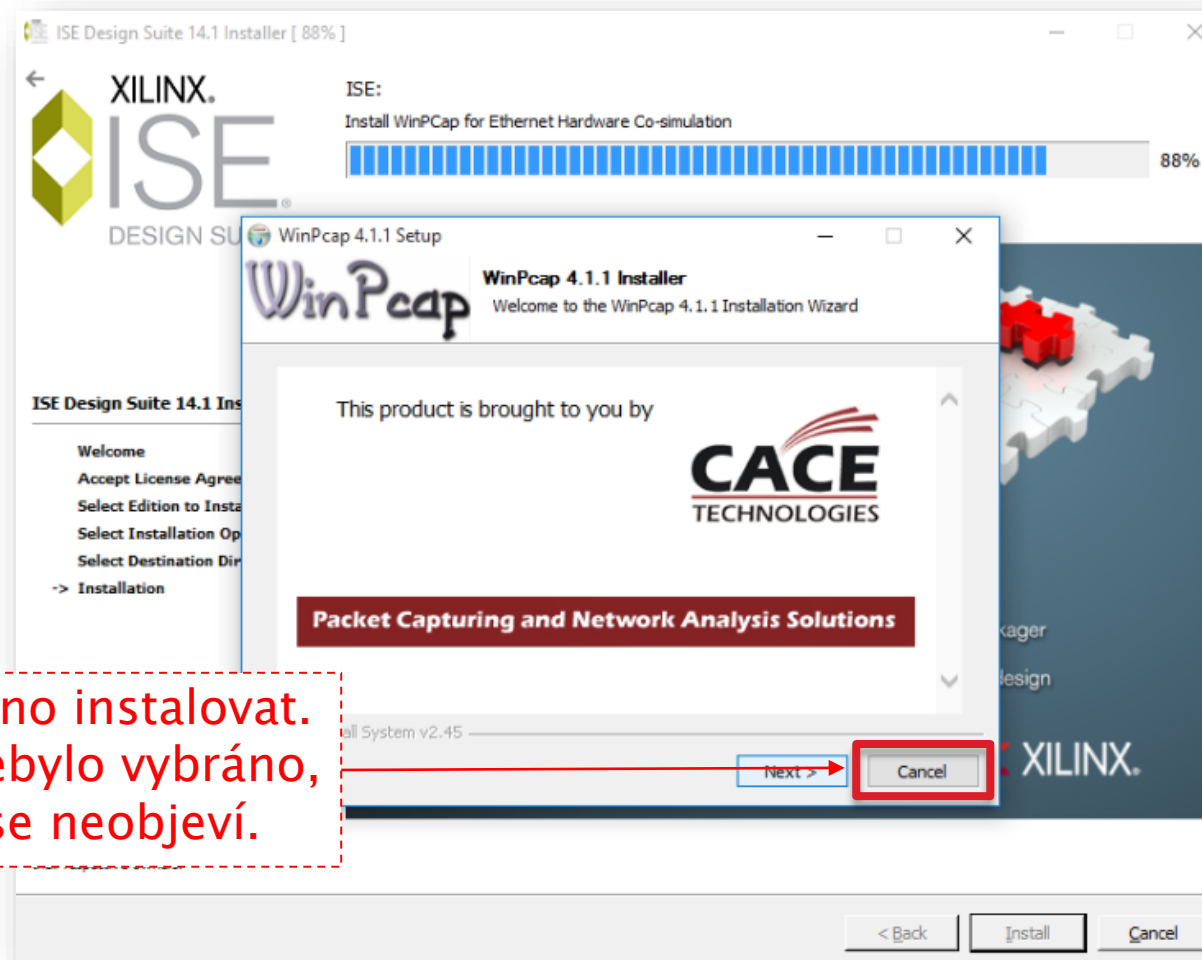 ISE Design Suite 14.1 Installer [ 88% ]
XILINX.
ISE
DESIGN SU
ISE:
Install WinPCap for Ethernet Hardware Co-simulation
88%
WinPcap 4.1.1 Setup
WinPcap
WinPcap 4.1.1 Installer
Welcome to the WinPcap 4.1.1 Installation Wizard
This product is brought to you by
CACE
TECHNOLOGIES
Packet Capturing and Network Analysis Solutions
all System v2.45
Next >
Cancel
ISE Design Suite 14.1 Ins
Welcome
Accept License Agree
Select Edition to Insta
Select Installation Op
Select Destination Dir
-> Installation
no instalovat.
ebylo vybráno,
se neobjeví.
kager
design
XILINX.
< Back
Install
Cancel